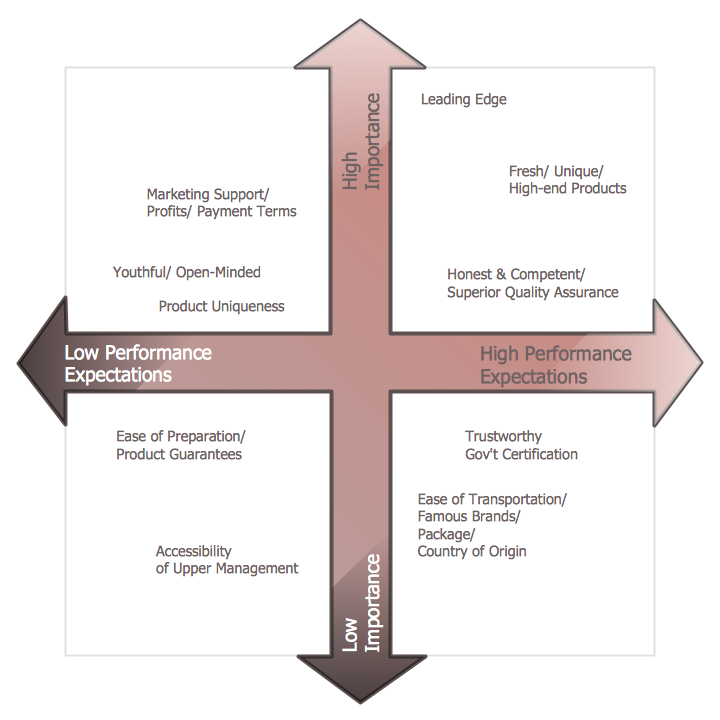 High
Importance
Leading Edge
Fresh/ Unique/
High-end Products
Marketing Support/
Profits/ Payment Terms
Youthful/ Open-Minded
Honest & Competent/
Superior Quality Assurance
Product Uniqueness
Low Performance
Expectations
High Performance
Expectations
Ease of Preparation/
Product Guarantees
Trustworthy
Gov't Certification
Ease of Transportation/
Famous Brands/
Package/
Country of Origin
Accessibility
of Upper Management
Low
Importance